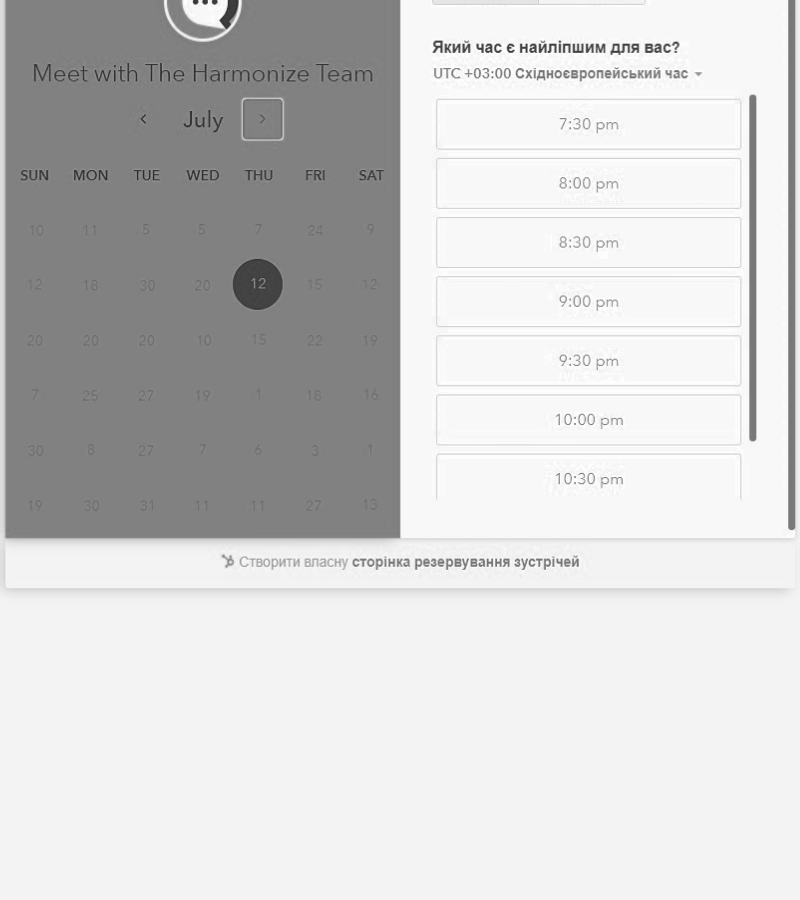 Meet with The Harmonize Team
July
SUN MON TUE WED THU FRI SAT
10 11 5 5 7 24 9
12 18 30 20 12 15 12
20 20 20 10 15 22 19
7 25 27 19 1 18 16
30 8 27 7 6 3 1
19 30 31 11 11 27 13
Який час є найліпшим для вас?
UTC +03:00 Східноєвропейський час
7:30 pm
8:00 pm
8:30 pm
9:00 pm
9:30 pm
10:00 pm
10:30 pm
Створити власну сторінка резервування зустрічей